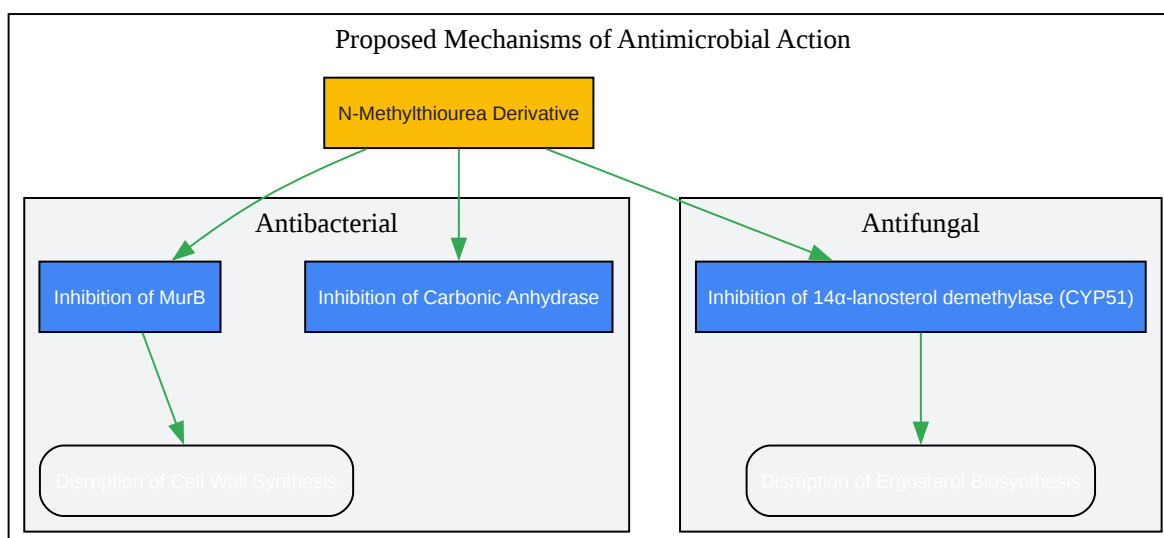 Proposed Mechanisms of Antimicrobial Action
N-Methylthiourea Derivative
Antibacterial
Antifungal
Inhibition of MurB
Inhibition of Carbonic Anhydrase
Inhibition of 14α-lanosterol demethylase (CYP51)
Disruption of Cell Wall Synthesis
Disruption of Ergosterol Biosynthesis